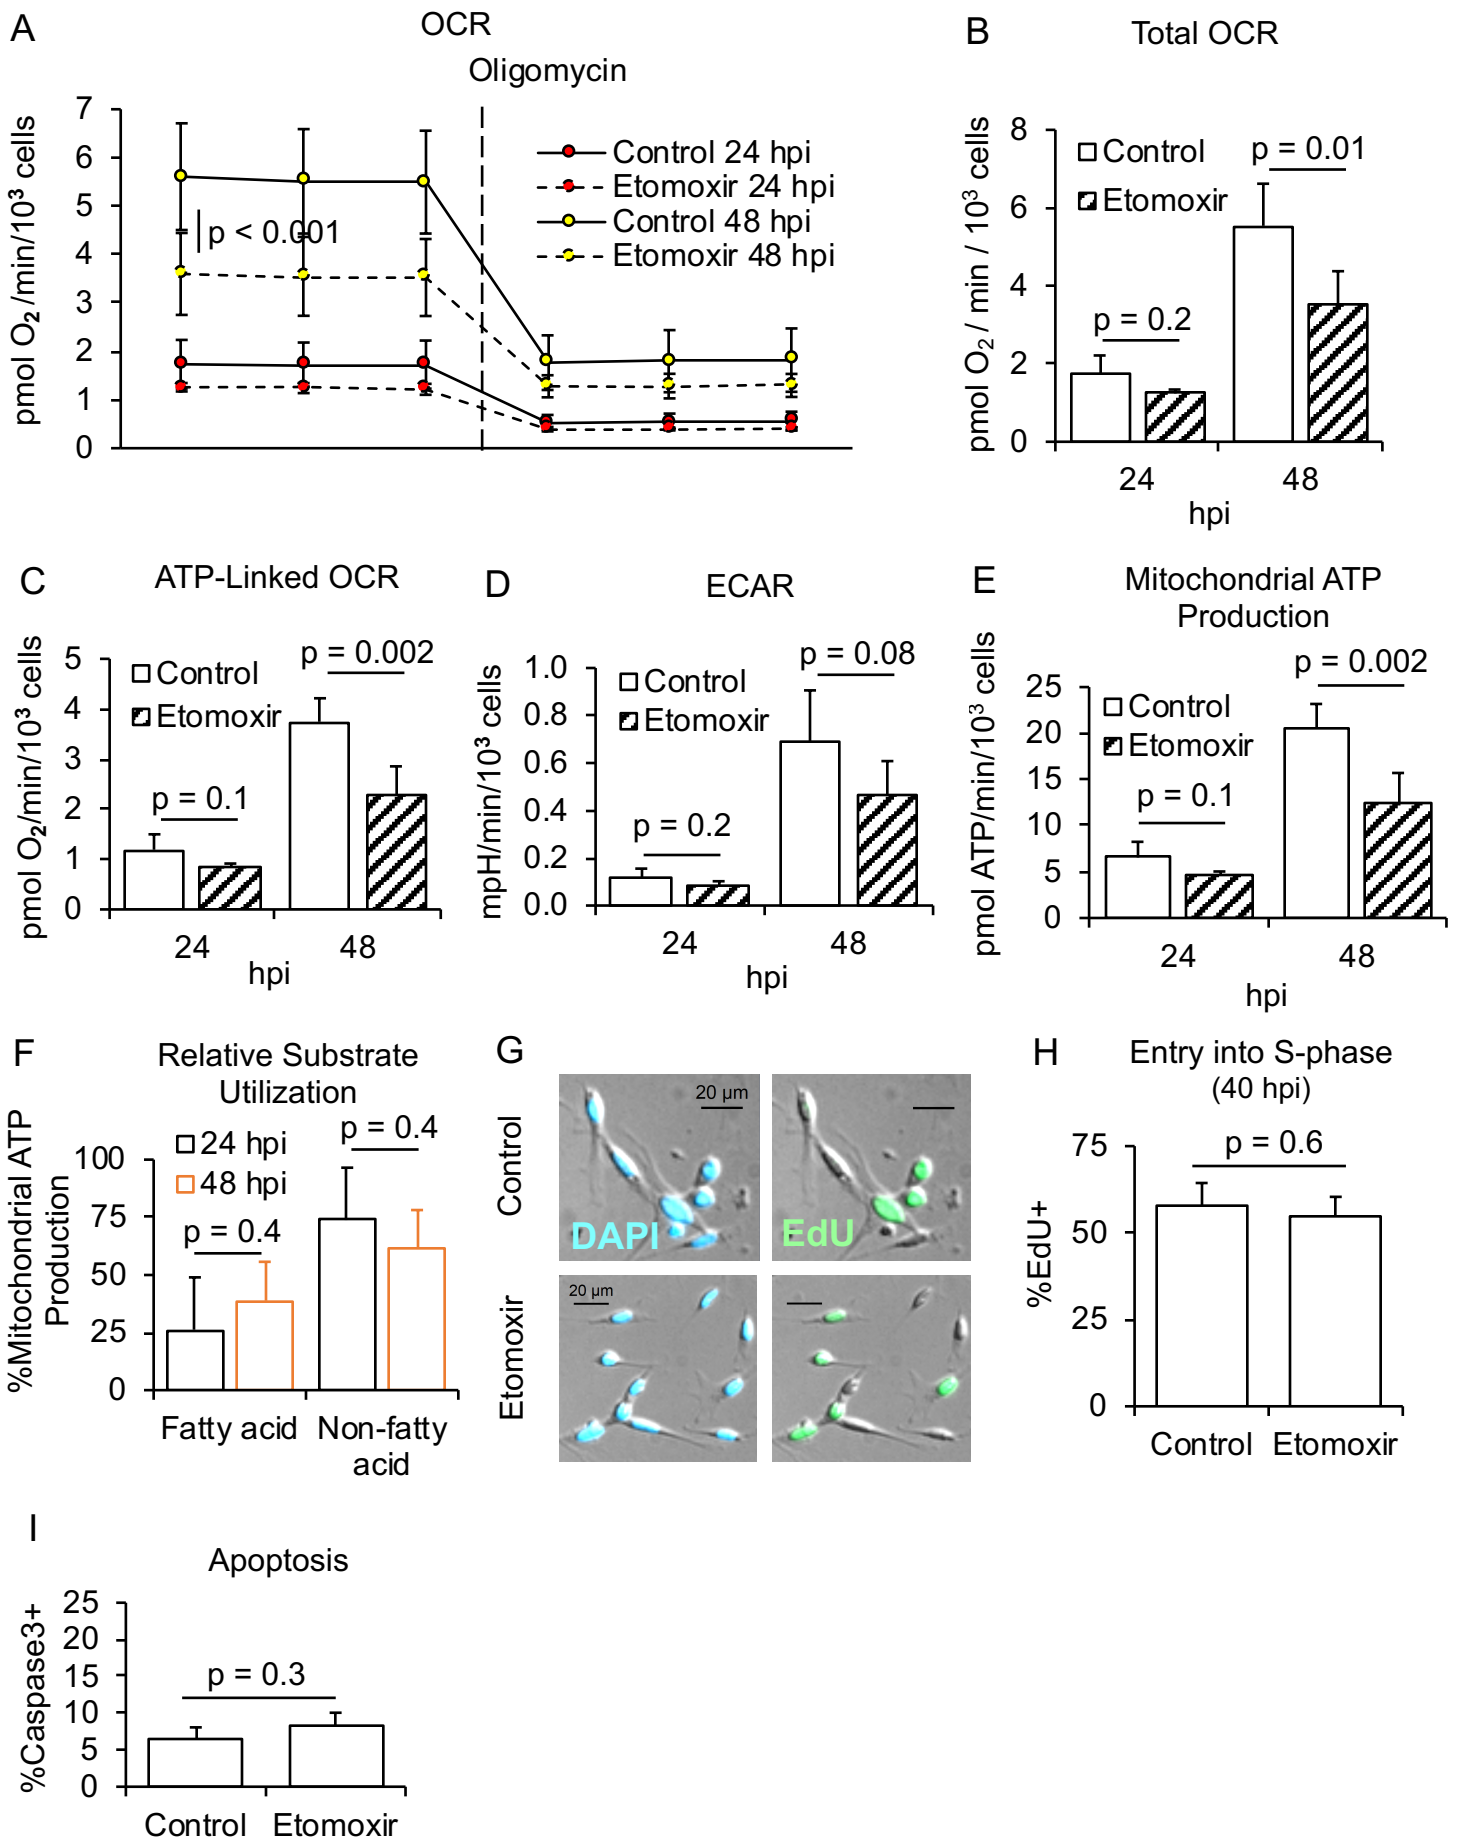 A
OCR
Oligomycin
pmol O₂/min/10³ cells
7
6
5
4
3
2
1
0
p < 0.001
Control 24 hpi
Etomoxir 24 hpi
Control 48 hpi
Etomoxir 48 hpi
B
Total OCR
pmol O₂ / min / 10³ cells
8
6
4
2
0
Control
Etomoxir
p = 0.2
p = 0.01
24
48
hpi
C
ATP-Linked OCR
pmol O₂/min/10³ cells
5
4
3
2
1
0
Control
Etomoxir
p = 0.1
p = 0.002
24
48
hpi
D
ECAR
mpH/min/10³ cells
1.0
0.8
0.6
0.4
0.2
0.0
Control
Etomoxir
p = 0.2
p = 0.08
24
48
hpi
E
Mitochondrial ATP
Production
pmol ATP/min/10³ cells
25
20
15
10
5
0
Control
Etomoxir
p = 0.1
p = 0.002
24
48
hpi
F
Relative Substrate
Utilization
%Mitochondrial ATP
Production
100
75
50
25
0
24 hpi
48 hpi
p = 0.4
p = 0.4
Fatty acid
Non-fatty
acid
G
Control
20 µm
DAPI
EdU
Etomoxir
20 µm
H
Entry into S-phase
(40 hpi)
%EdU+
75
50
25
0
p = 0.6
Control
Etomoxir
I
Apoptosis
%Caspase3+
25
20
15
10
5
0
p = 0.3
Control
Etomoxir